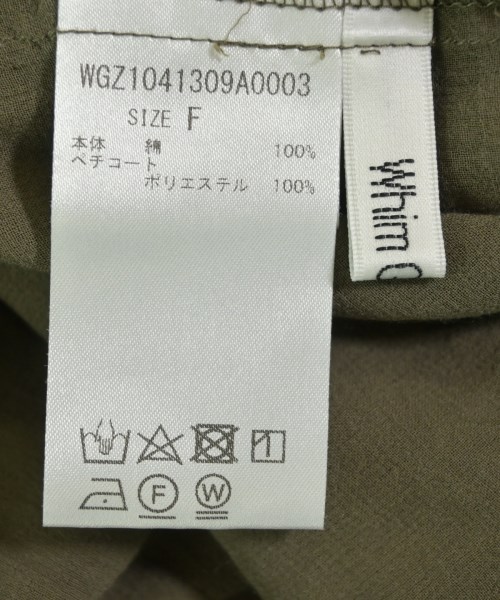 WGZ1041309A0003
SIZE F
本体 綿 100%
ペチコート
ポリエステル 100%
F W
Whim G